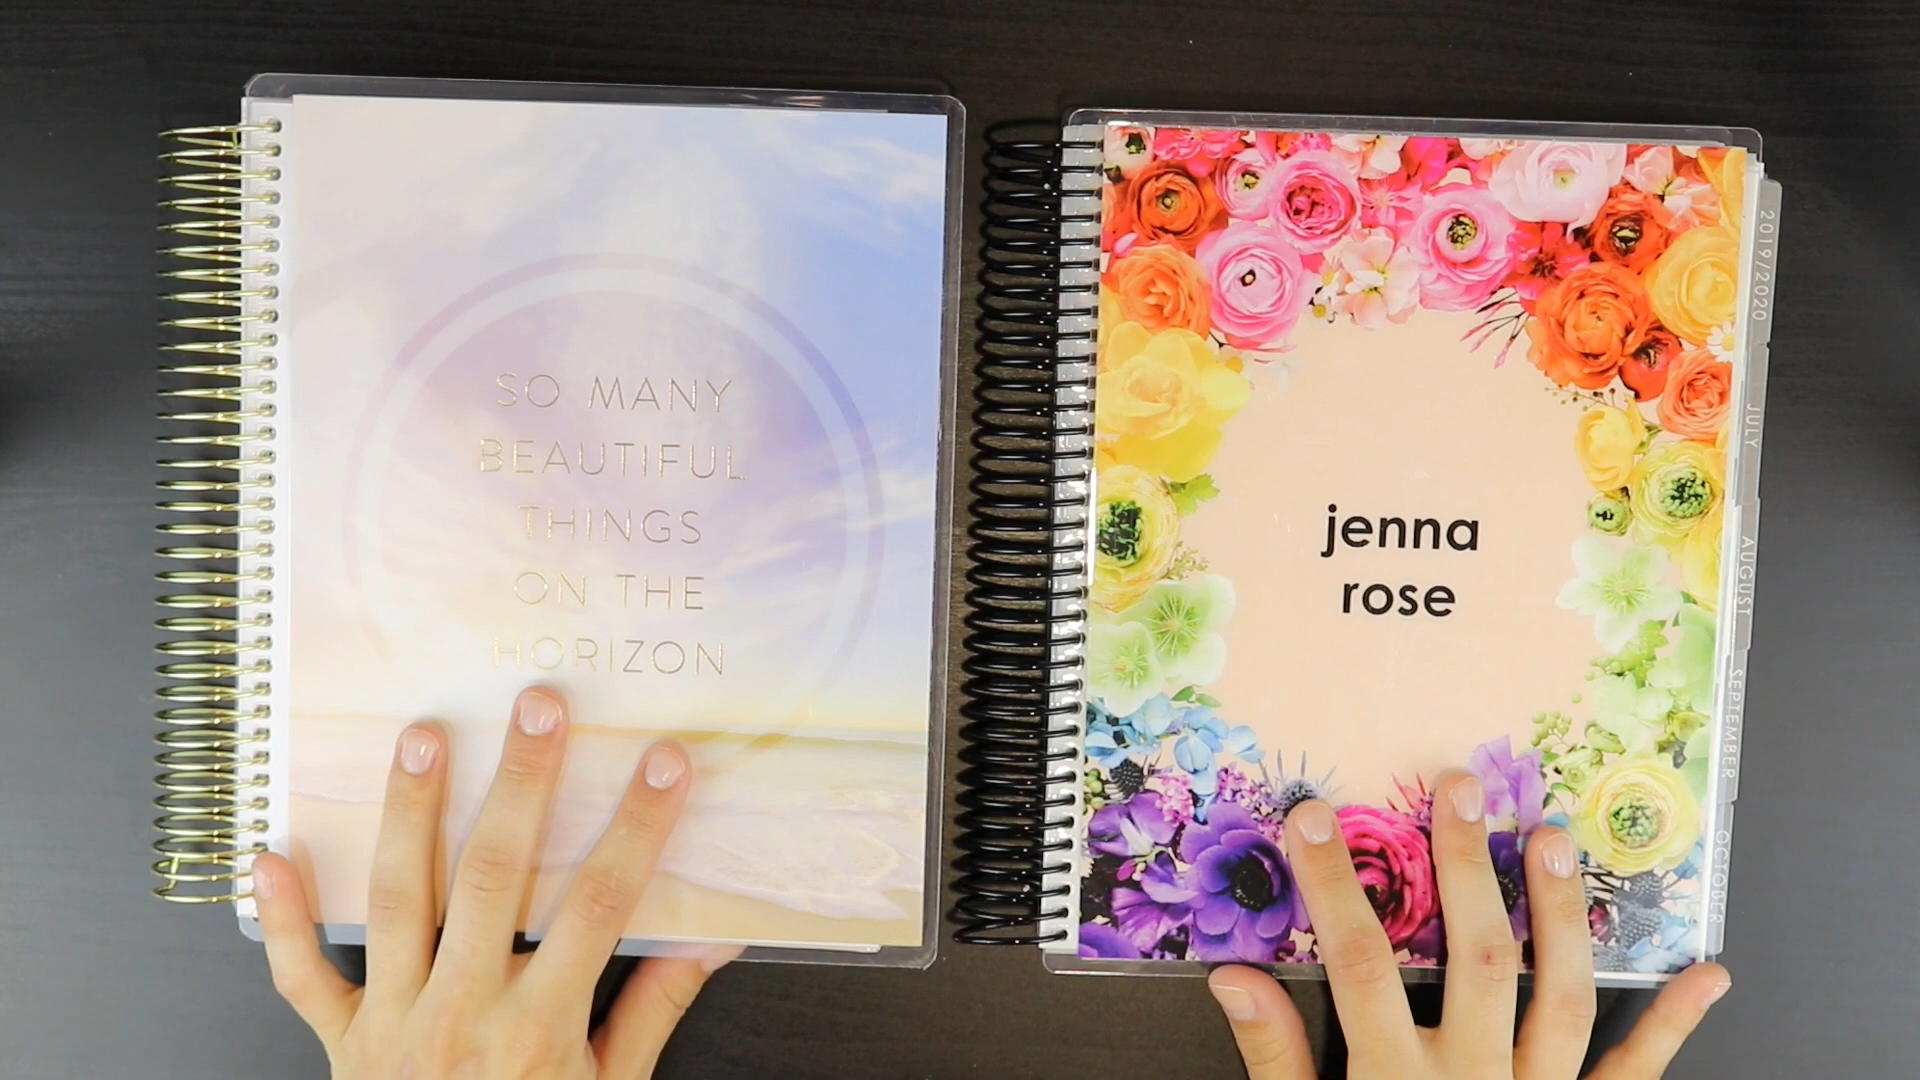 SO MANY
BEAUTIFUL
THINGS
ON THE
HORIZON
jenna
rose
2019/2020
JULY
AUGUST
SEPTEMBER
OCTOBER